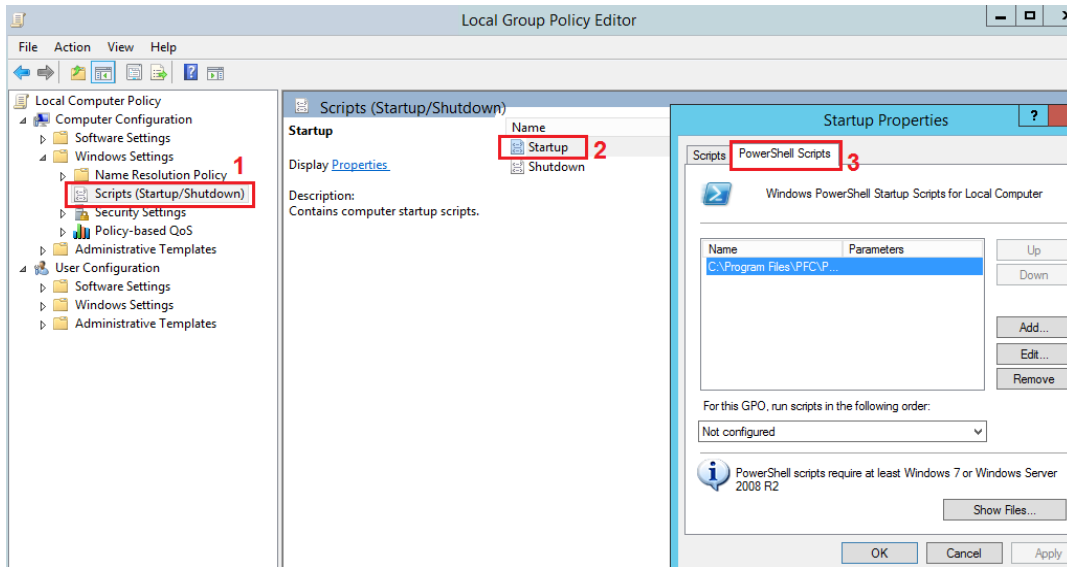 Local Group Policy Editor
File Action View Help
Local Computer Policy
Computer Configuration
Software Settings
Windows Settings
Name Resolution Policy
1
Scripts (Startup/Shutdown)
Security Settings
Policy-based QoS
Administrative Templates
User Configuration
Software Settings
Windows Settings
Administrative Templates
Scripts (Startup/Shutdown)
Startup
Display Properties
Description:
Contains computer startup scripts.
Name
Startup
2
Shutdown
Startup Properties
?
Scripts
PowerShell Scripts
3
Windows PowerShell Startup Scripts for Local Computer
Name Parameters
C:\Program Files\PFC\P...
Up
Down
Add...
Edit...
Remove
For this GPO, run scripts in the following order:
Not configured
PowerShell scripts require at least Windows 7 or Windows Server
2008 R2
Show Files...
OK Cancel Apply